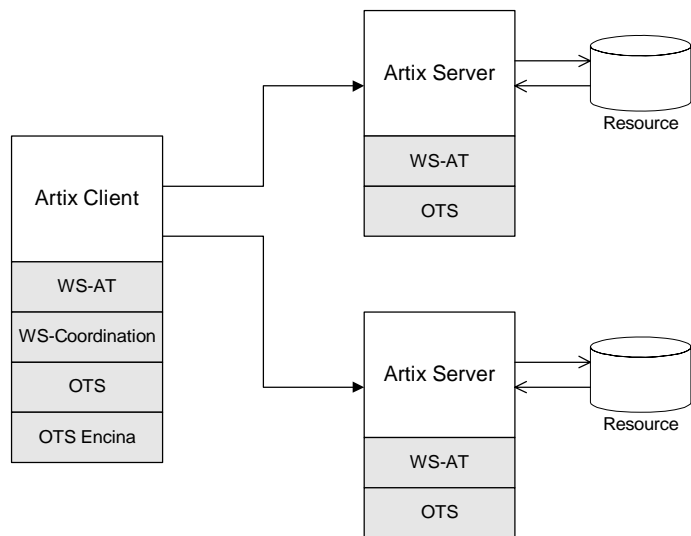 Artix Server
Resource
WS-AT
OTS
Artix Client
WS-AT
WS-Coordination
OTS
OTS Encina
Artix Server
Resource
WS-AT
OTS